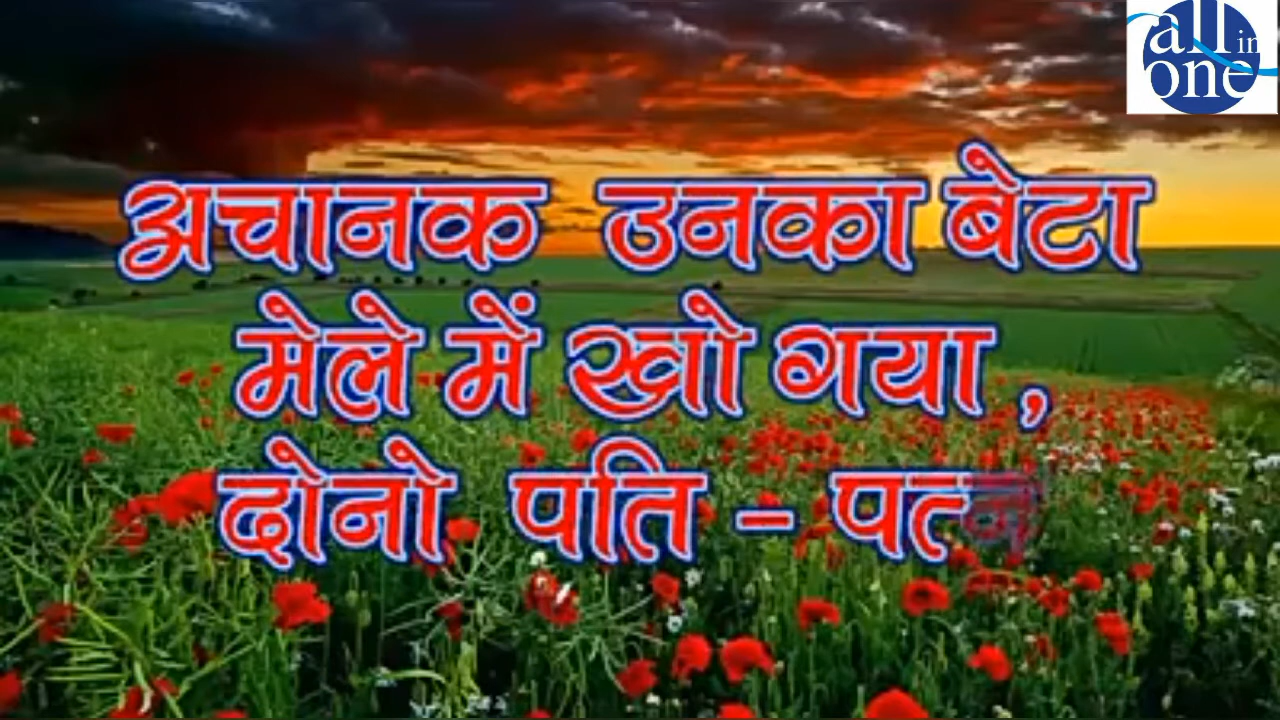 all in
one
अचानक उनका बेटा
मेले में खो गया ,
दोनो पति -